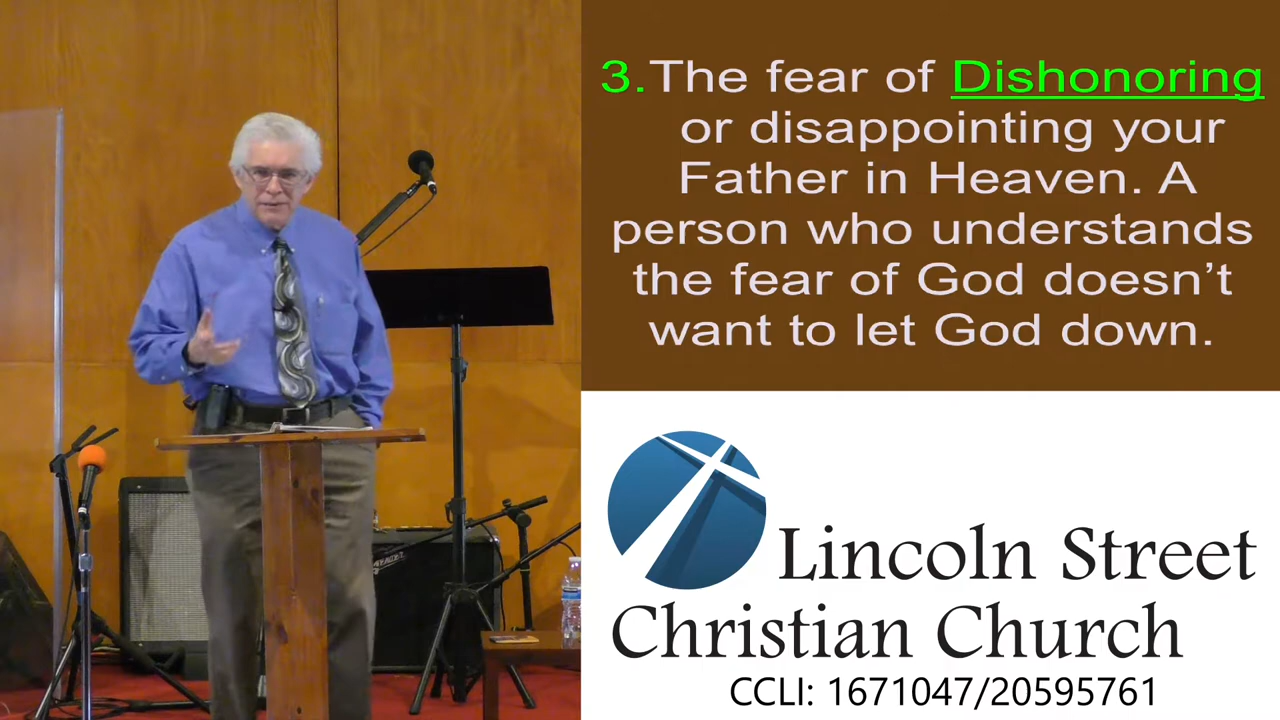 3.The fear of Dishonoring
or disappointing your
Father in Heaven. A
person who understands
the fear of God doesn’t
want to let God down.
Lincoln Street
Christian Church
CCLI: 1671047/20595761